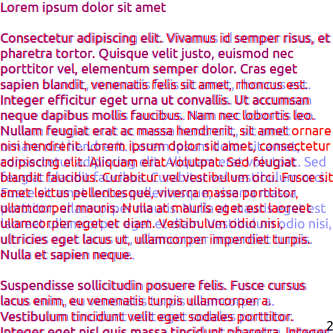 Lorem ipsum dolor sit amet
Consectetur adipiscing elit. Vivamus id semper risus, et
pharetra tortor. Quisque velit justo, euismod nec
porttitor vel, elementum semper dolor. Cras eget
sapien blandit, venenatis felis sit amet, rhoncus est.
Integer efficitur eget urna ut convallis. Ut accumsan
neque dapibus mollis faucibus. Nam nec lobortis leo.
Nullam feugiat erat ac massa hendrerit, sit amet ornare
nisi hendrerit. Lorem ipsum dolor sit amet, consectetur
adipiscing elit. Aliquam erat volutpat. Sed feugiat
blandit faucibus. Curabitur vel vestibulum orci. Fusce sit
amet lectus pellentesque, viverra massa porttitor,
ullamcorper mauris. Nulla at mauris eget est laoreet
ullamcorper eget et diam. Vestibulum odio nisi,
ultricies eget lacus ut, ullamcorper imperdiet turpis.
Nulla et sapien neque.
Suspendisse sollicitudin posuere felis. Fusce cursus
lacus enim, eu venenatis turpis ullamcorper a.
Vestibulum tincidunt velit eget sodales porttitor.
Integer eget nisl quis massa tincidunt pharetra. Integer
2